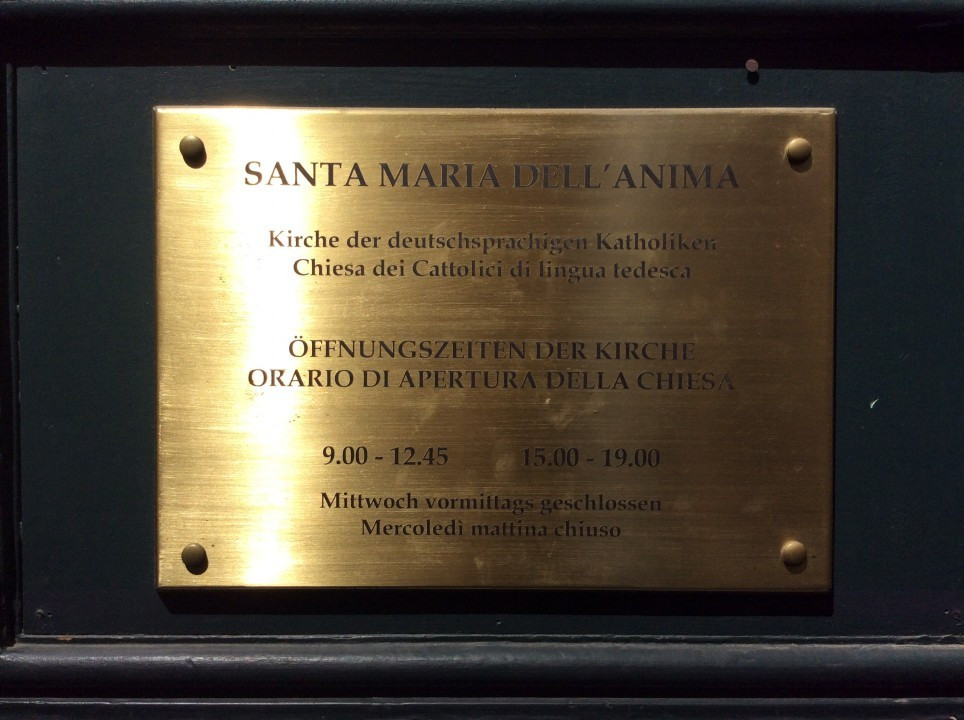 SANTA MARIA DELL'ANIMA
Kirche der deutschsprachigen Katholiken
Chiesa dei Cattolici di lingua tedesca
ÖFFNUNGSZEITEN DER KIRCHE
ORARIO DI APERTURA DELLA CHIESA
9.00 - 12.45 15.00 - 19.00
Mittwoch vormittags geschlossen
Mercoledì mattina chiuso